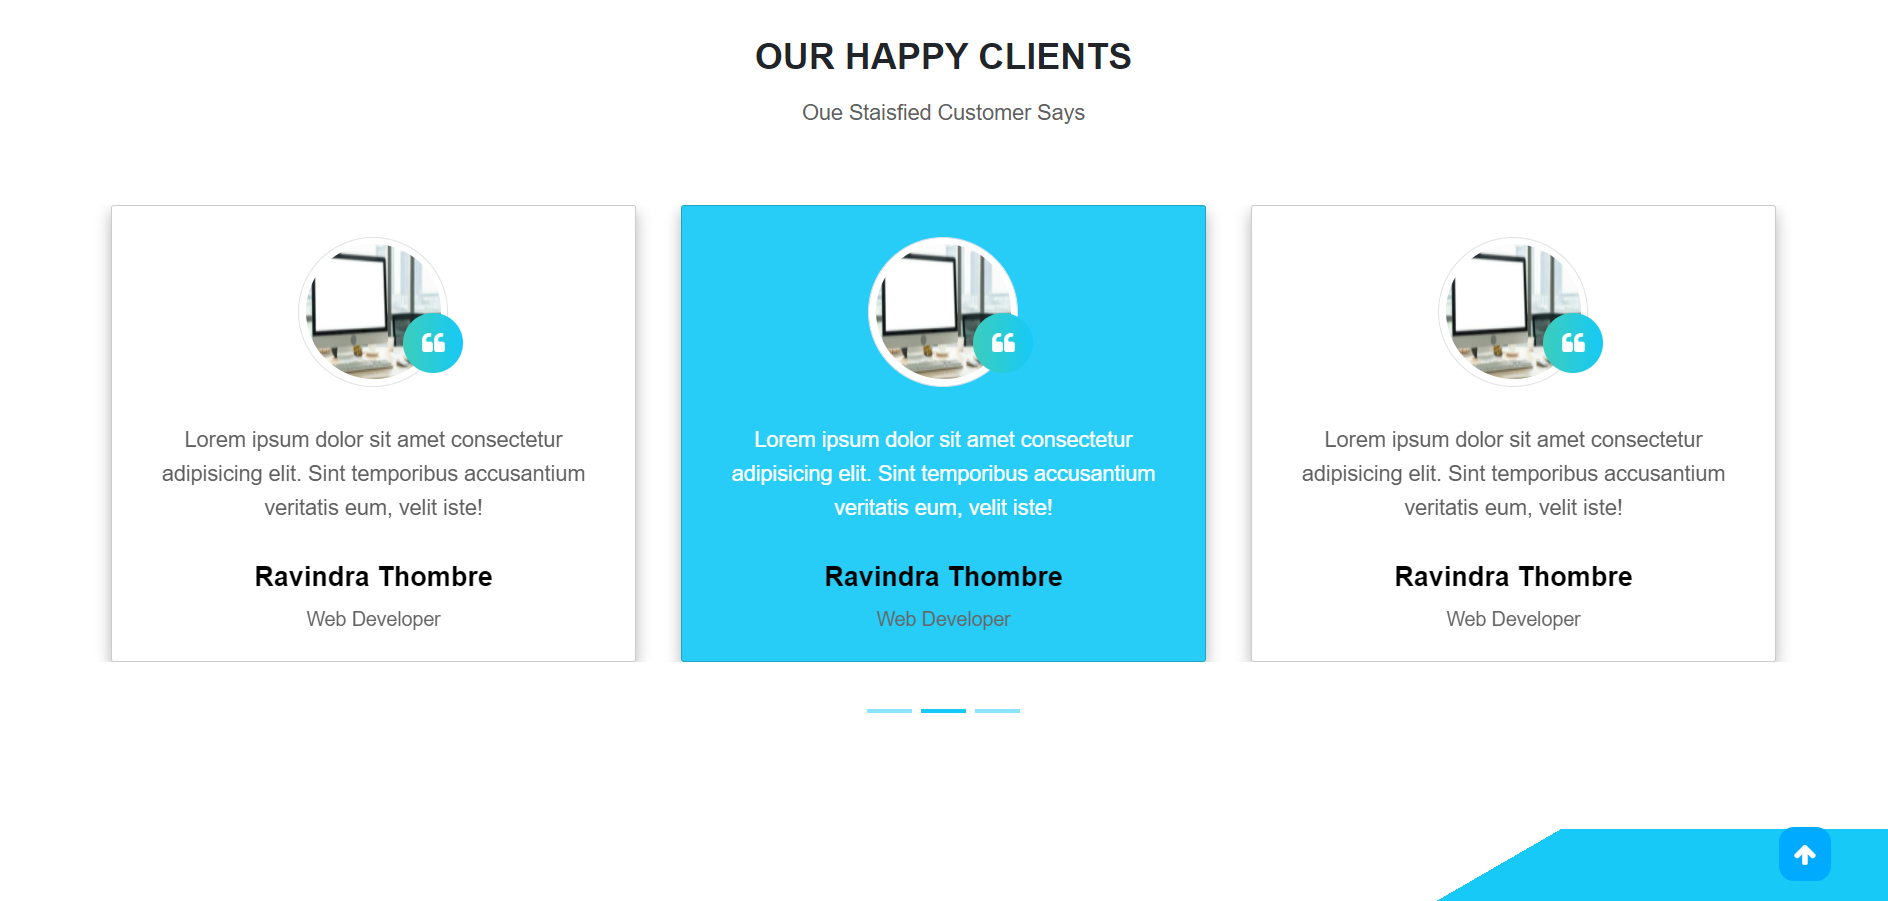 OUR HAPPY CLIENTS
Oue Staisfied Customer Says
Lorem ipsum dolor sit amet consectetur
adipisicing elit. Sint temporibus accusantium
veritatis eum, velit iste!
Ravindra Thombre
Web Developer
Lorem ipsum dolor sit amet consectetur
adipisicing elit. Sint temporibus accusantium
veritatis eum, velit iste!
Ravindra Thombre
Web Developer
Lorem ipsum dolor sit amet consectetur
adipisicing elit. Sint temporibus accusantium
veritatis eum, velit iste!
Ravindra Thombre
Web Developer